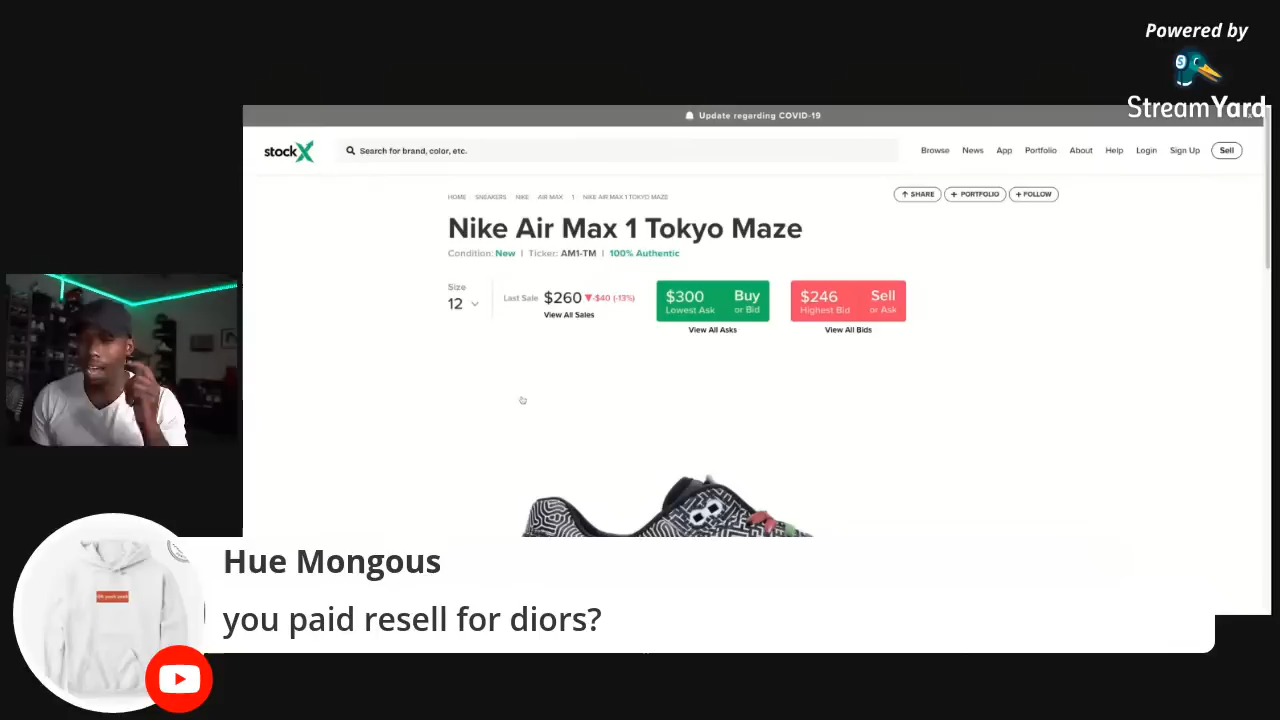 Powered by
StreamYard
Update regarding COVID-19
stockX
Search for brand, color, etc.
Browse News App Portfolio About Help Login Sign Up Sell
HOME SNEAKERS NIKE AIR MAX 1 NIKE AIR MAX 1 TOKYO MAZE
SHARE + PORTFOLIO + FOLLOW
Nike Air Max 1 Tokyo Maze
Condition: New | Ticker: AM1-TM | 100% Authentic
Size
12
Last Sale $260 ▼-$40 (-13%)
View All Sales
$300 Buy
Lowest Ask or Bid
View All Asks
$246 Sell
Highest Bid or Ask
View All Bids
Hue Mongous
you paid resell for diors?